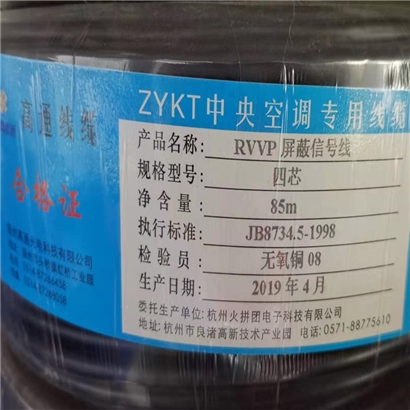 ZYKT中央空调专用线缆
高通线缆
合格证
产品名称： RVVP 屏蔽信号线
规格型号： 四芯
净含量： 85m
执行标准： JB8734.5-1998
检验员： 无氧铜 08
生产日期： 2019 年 4 月
委托生产单位: 杭州火拼团电子科技有限公司
地址: 杭州市良渚高新技术产业园 电话: 0571-88775610